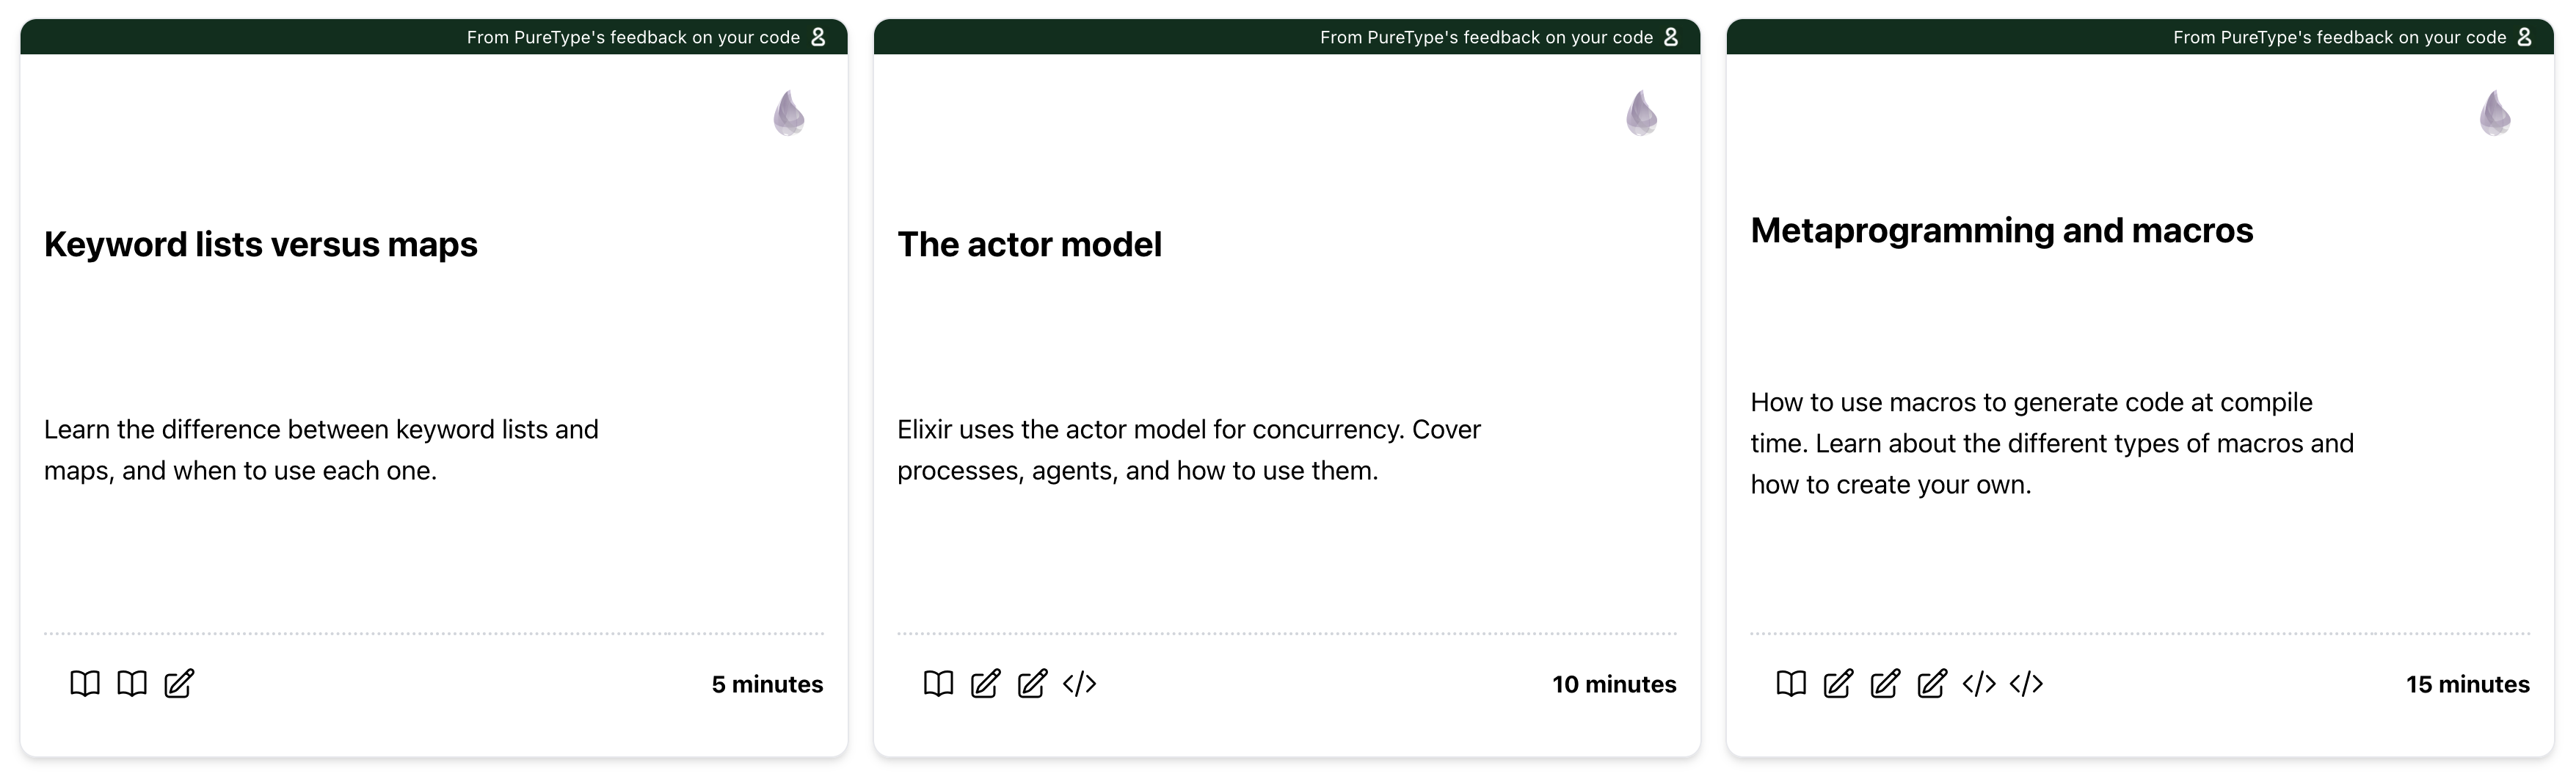 From PureType's feedback on your code
Keyword lists versus maps
Learn the difference between keyword lists and
maps, and when to use each one.
5 minutes
From PureType's feedback on your code
The actor model
Elixir uses the actor model for concurrency. Cover
processes, agents, and how to use them.
10 minutes
From PureType's feedback on your code
Metaprogramming and macros
How to use macros to generate code at compile
time. Learn about the different types of macros and
how to create your own.
15 minutes